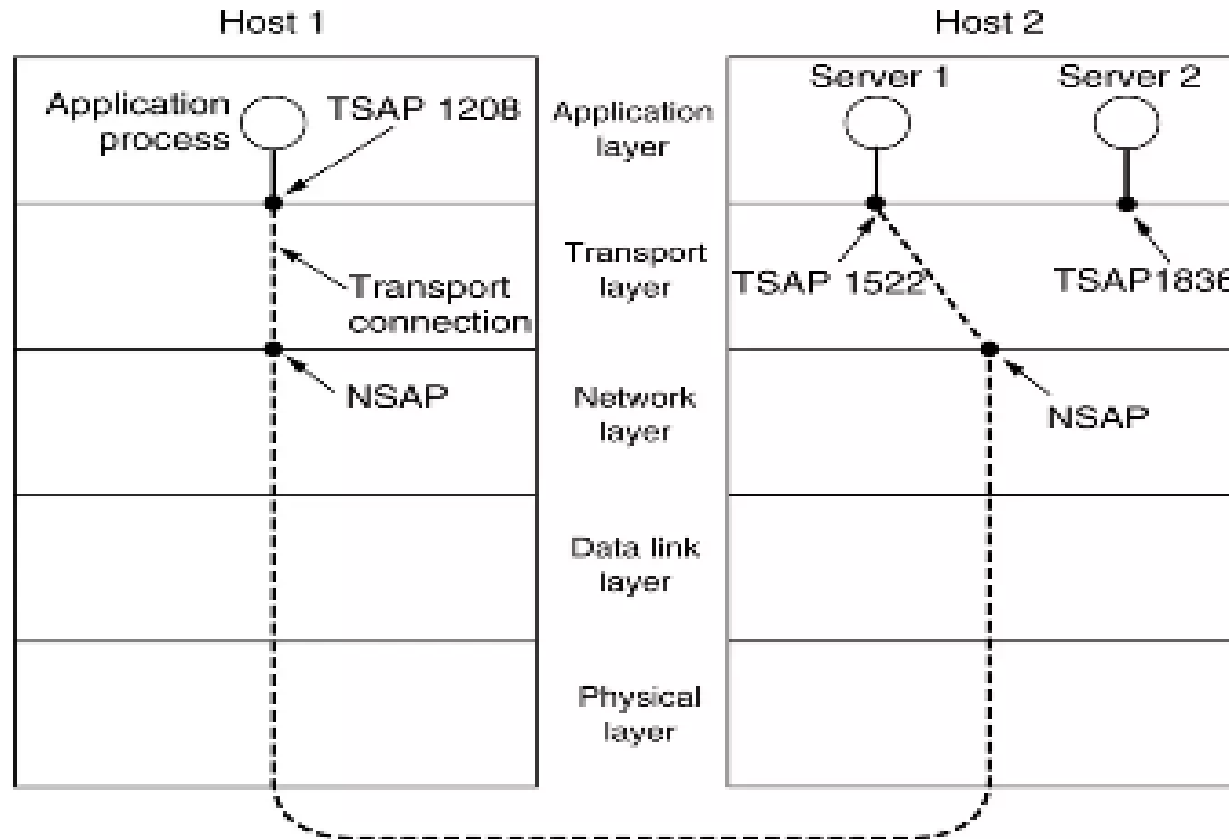 Host 1
Host 2
Application
process
TSAP 1208
Application
layer
Server 1
Server 2
Transport
connection
Transport
layer
TSAP 1522
TSAP1836
NSAP
Network
layer
NSAP
Data link
layer
Physical
layer